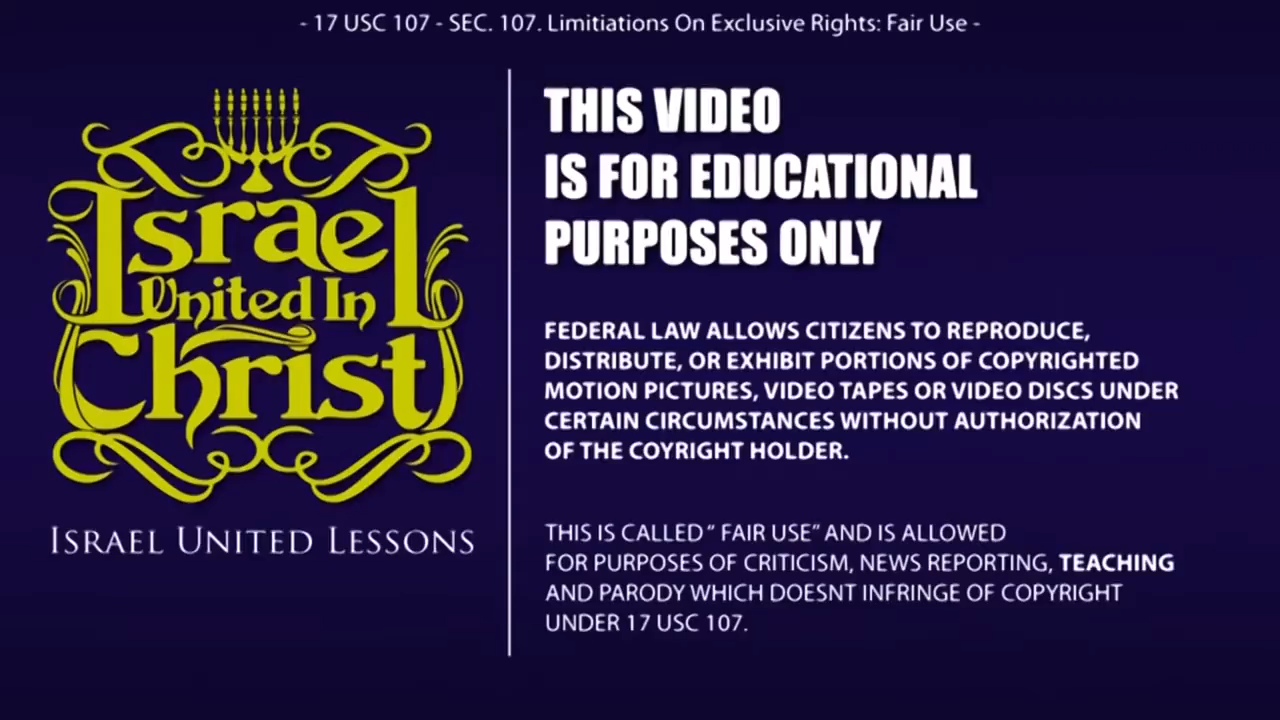 - 17 USC 107 - SEC. 107. Limitiations On Exclusive Rights: Fair Use -
Israel
United In
Christ
ISRAEL UNITED LESSONS
THIS VIDEO
IS FOR EDUCATIONAL
PURPOSES ONLY
FEDERAL LAW ALLOWS CITIZENS TO REPRODUCE,
DISTRIBUTE, OR EXHIBIT PORTIONS OF COPYRIGHTED
MOTION PICTURES, VIDEO TAPES OR VIDEO DISCS UNDER
CERTAIN CIRCUMSTANCES WITHOUT AUTHORIZATION
OF THE COYRIGHT HOLDER.
THIS IS CALLED “ FAIR USE” AND IS ALLOWED
FOR PURPOSES OF CRITICISM, NEWS REPORTING, TEACHING
AND PARODY WHICH DOESNT INFRINGE OF COPYRIGHT
UNDER 17 USC 107.